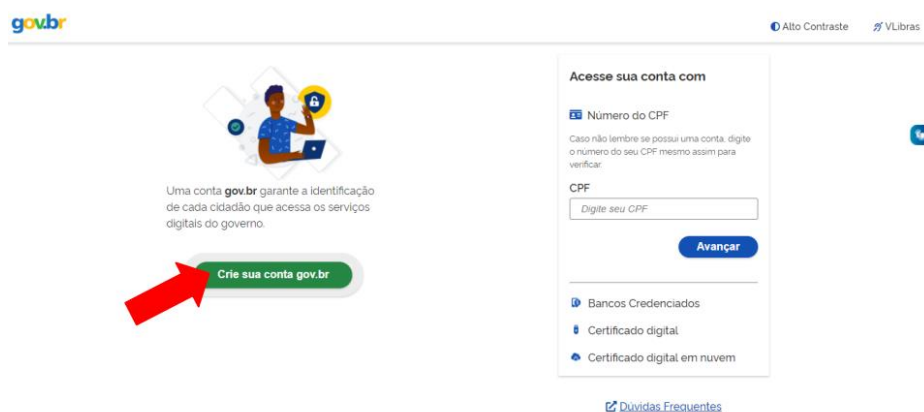 gov.br
Alto Contraste
VLibras
Uma conta gov.br garante a identificação
de cada cidadão que acessa os serviços
digitais do governo.
Crie sua conta gov.br
Acesse sua conta com
Número do CPF
Caso não lembre se possui uma conta, digite
o número do seu CPF mesmo assim para
verificar.
CPF
Digite seu CPF
Avançar
Bancos Credenciados
Certificado digital
Certificado digital em nuvem
Dúvidas Frequentes